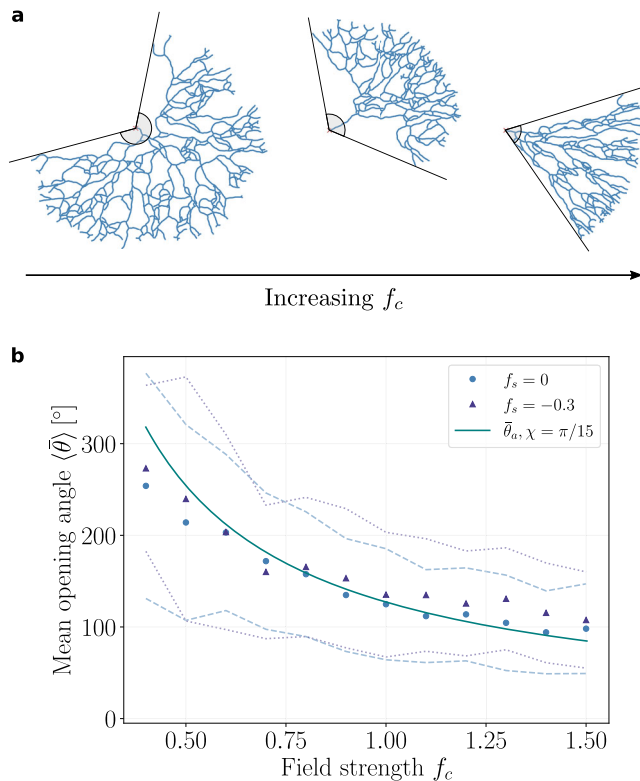 a
Increasing $f_c$
b
Mean opening angle ⟨θ̄⟩ [°]
300
200
100
0
f_s = 0
f_s = −0.3
θ̄_a, χ = π/15
0.50 0.75 1.00 1.25 1.50
Field strength f_c